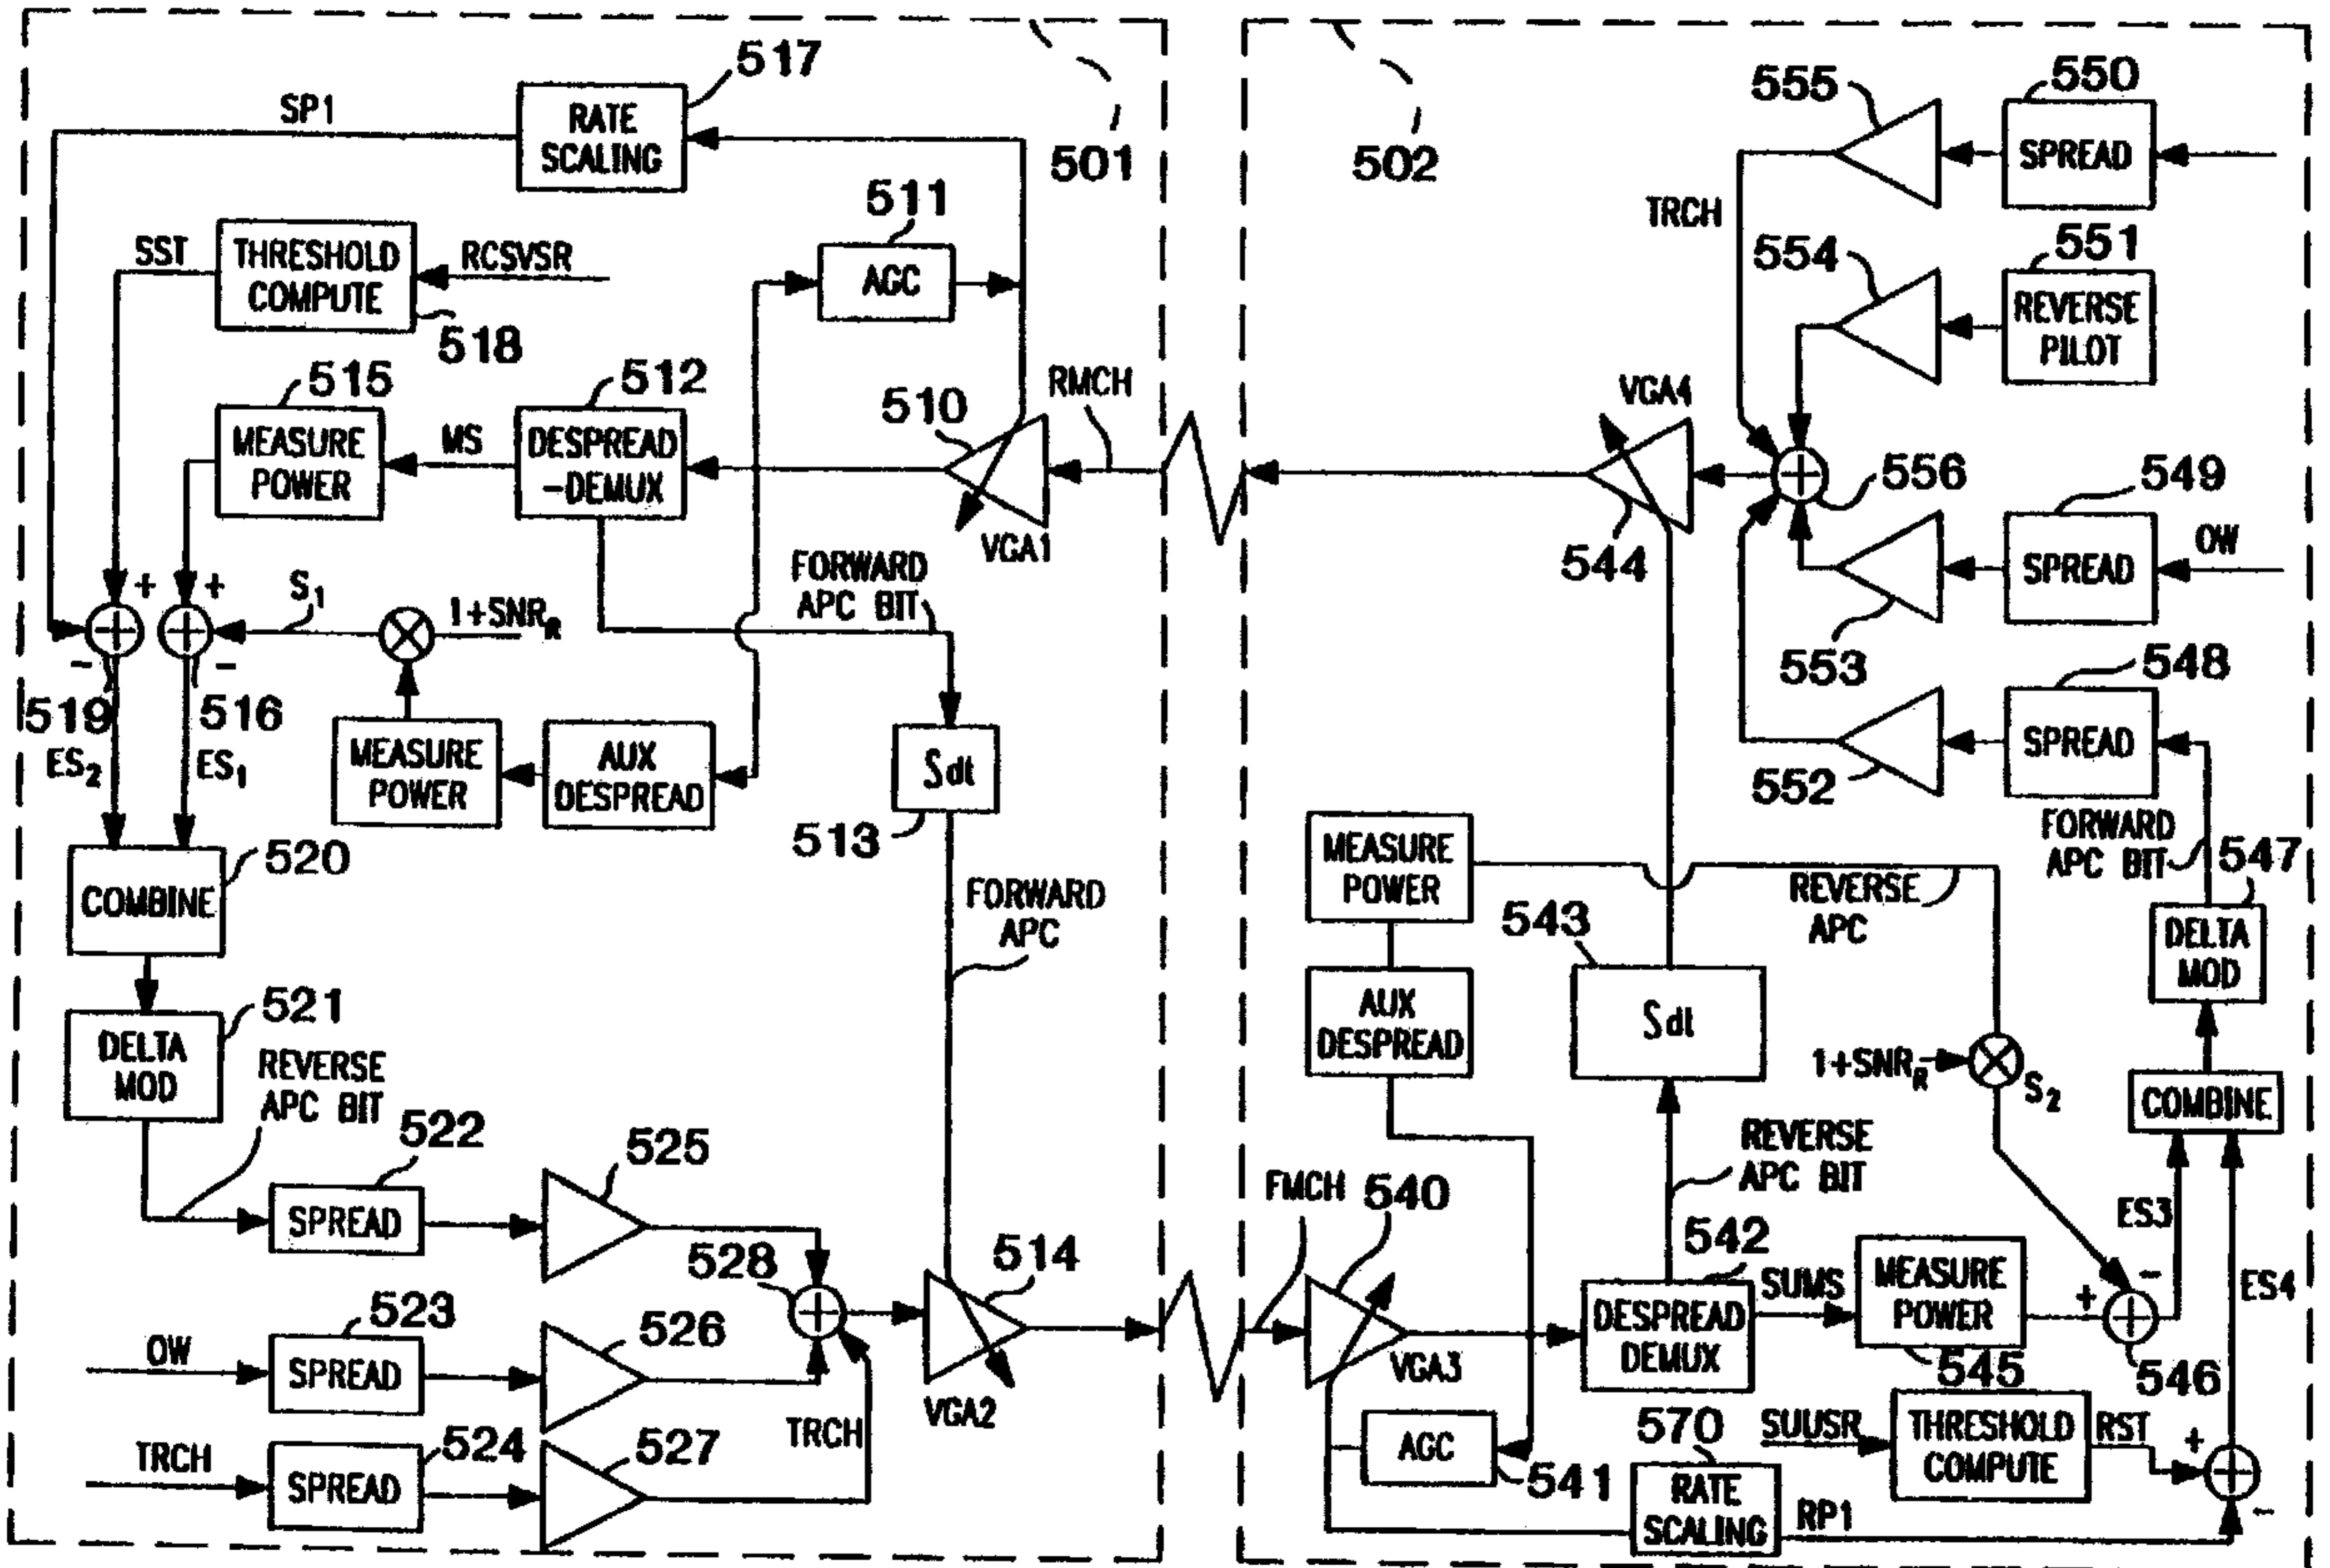 517
SP1
RATE
SCALING
501
511
AGC
SST
THRESHOLD
COMPUTE
RCSVSR
518
515
MEASURE
POWER
MS
512
DESPREAD
-DEMUX
510
RMCH
VGA1
FORWARD
APC BIT
+
+
S1
1+SNRR
-
-
519
516
ES2
ES1
MEASURE
POWER
AUX
DESPREAD
Sdt
513
520
COMBINE
FORWARD
APC
521
DELTA
MOD
REVERSE
APC BIT
522
SPREAD
525
528
514
VGA2
523
OW
SPREAD
526
524
TRCH
SPREAD
527
TRCH
502
555
550
SPREAD
TRCH
554
551
REVERSE
PILOT
VGA4
544
556
549
SPREAD
OW
553
548
SPREAD
552
FORWARD
APC BIT
547
DELTA
MOD
MEASURE
POWER
REVERSE
APC
543
Sdt
AUX
DESPREAD
1+SNRR
S2
COMBINE
REVERSE
APC BIT
FMCH
540
VGA3
542
DESPREAD
DEMUX
SUMS
MEASURE
POWER
545
+
-
546
ES3
ES4
AGC
541
570
RATE
SCALING
RP1
SUUSR
THRESHOLD
COMPUTE
RST
+
-